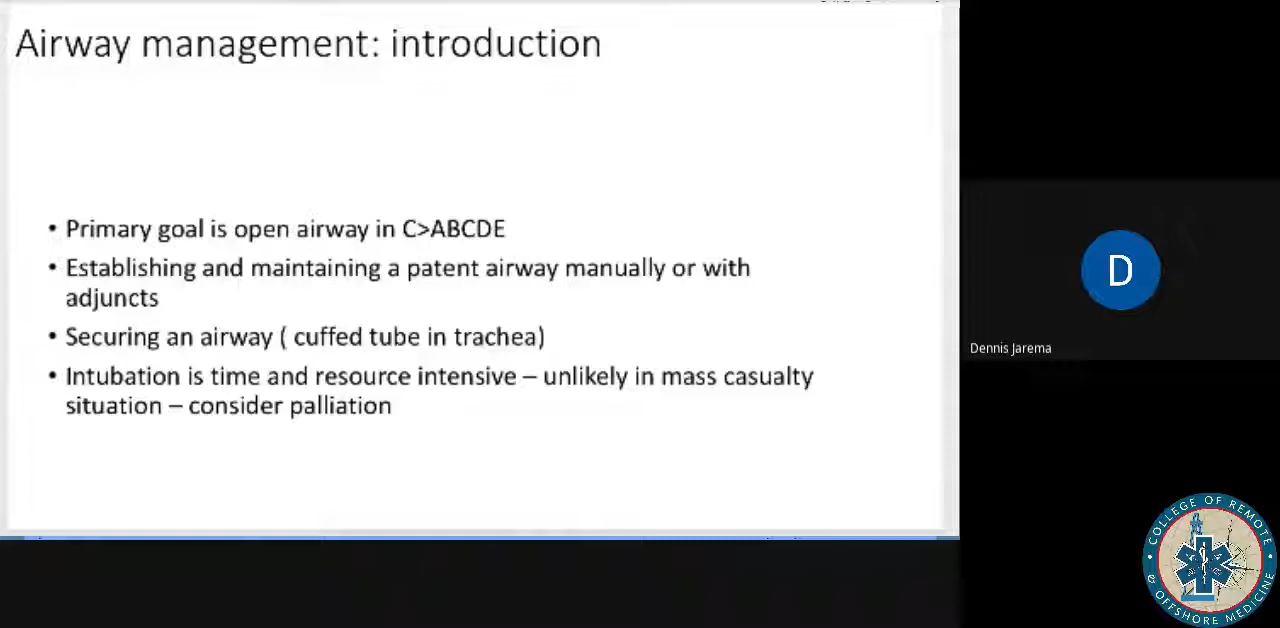 Airway management: introduction
• Primary goal is open airway in C>ABCDE
• Establishing and maintaining a patent airway manually or with
adjuncts
• Securing an airway ( cuffed tube in trachea)
• Intubation is time and resource intensive – unlikely in mass casualty
situation – consider palliation
D
Dennis Jarema
COLLEGE OF REMOTE
& OFFSHORE MEDICINE